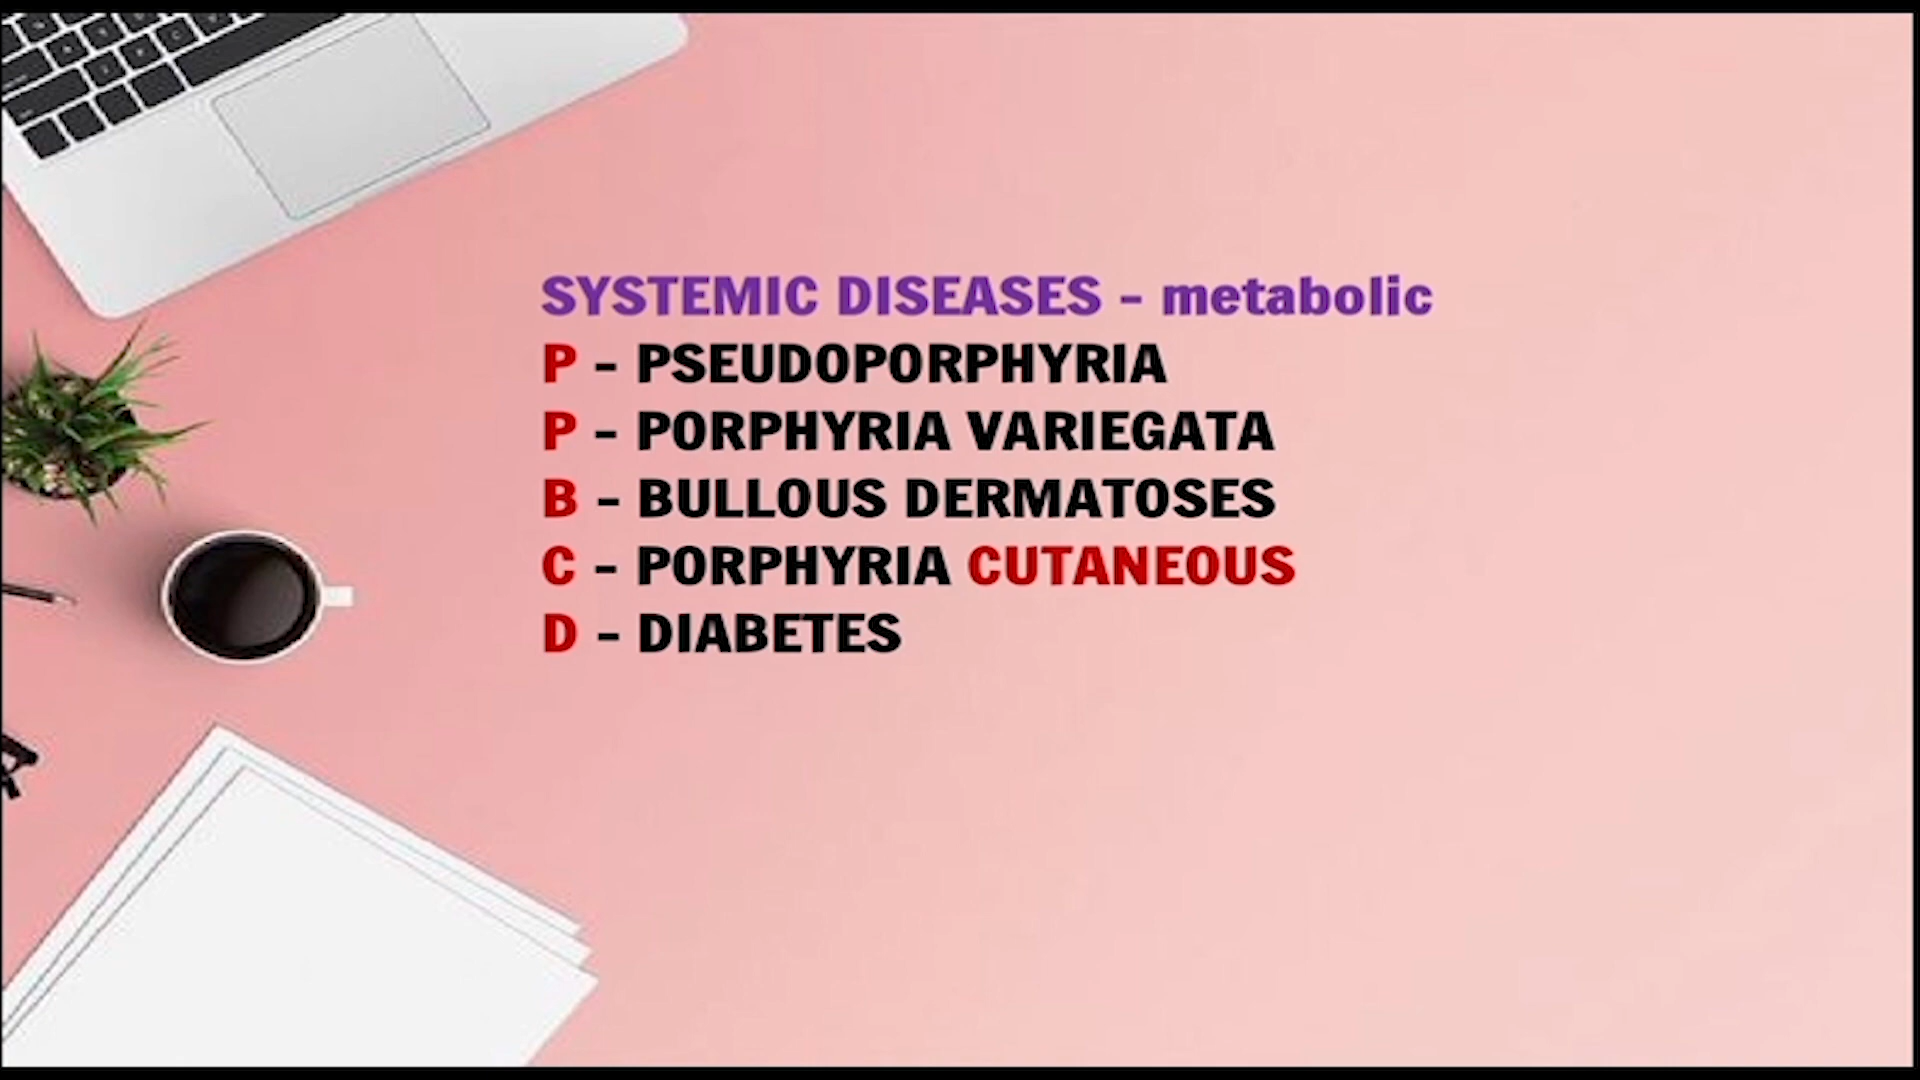 SYSTEMIC DISEASES – metabolic
P – PSEUDOPORPHYRIA
P – PORPHYRIA VARIEGATA
B – BULLOUS DERMATOSES
C – PORPHYRIA CUTANEOUS
D – DIABETES